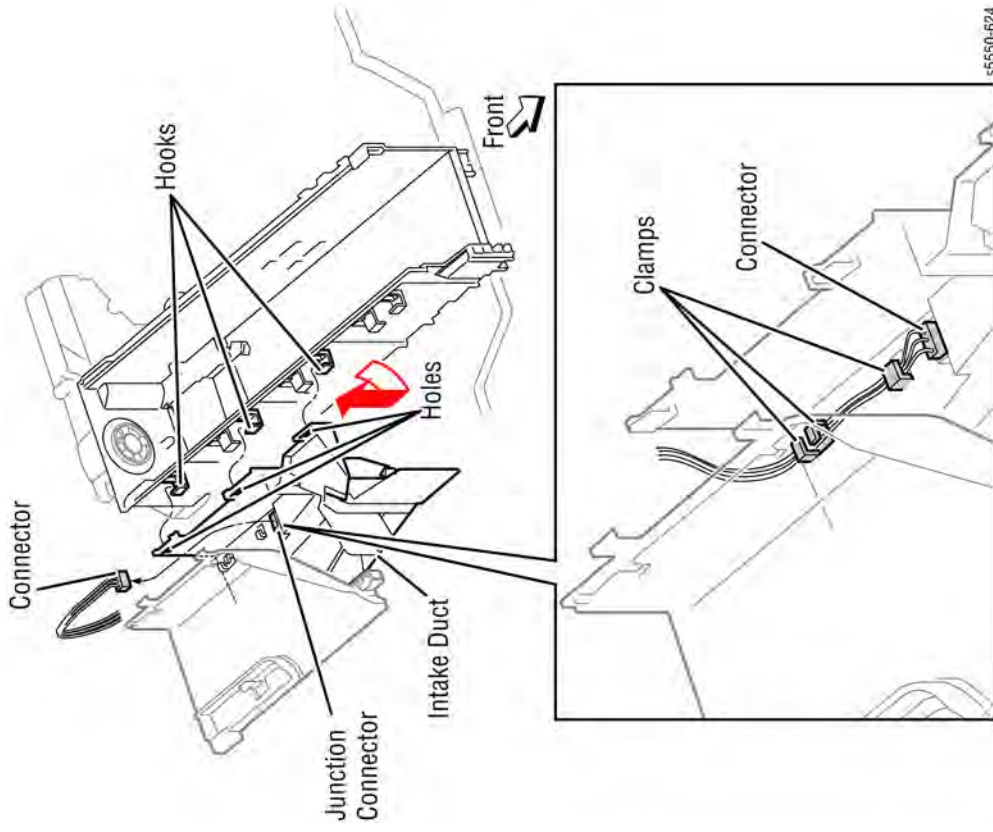 Connector
Hooks
Front
Holes
Junction
Connector
Intake Duct
Clamps
Connector
s5550-624